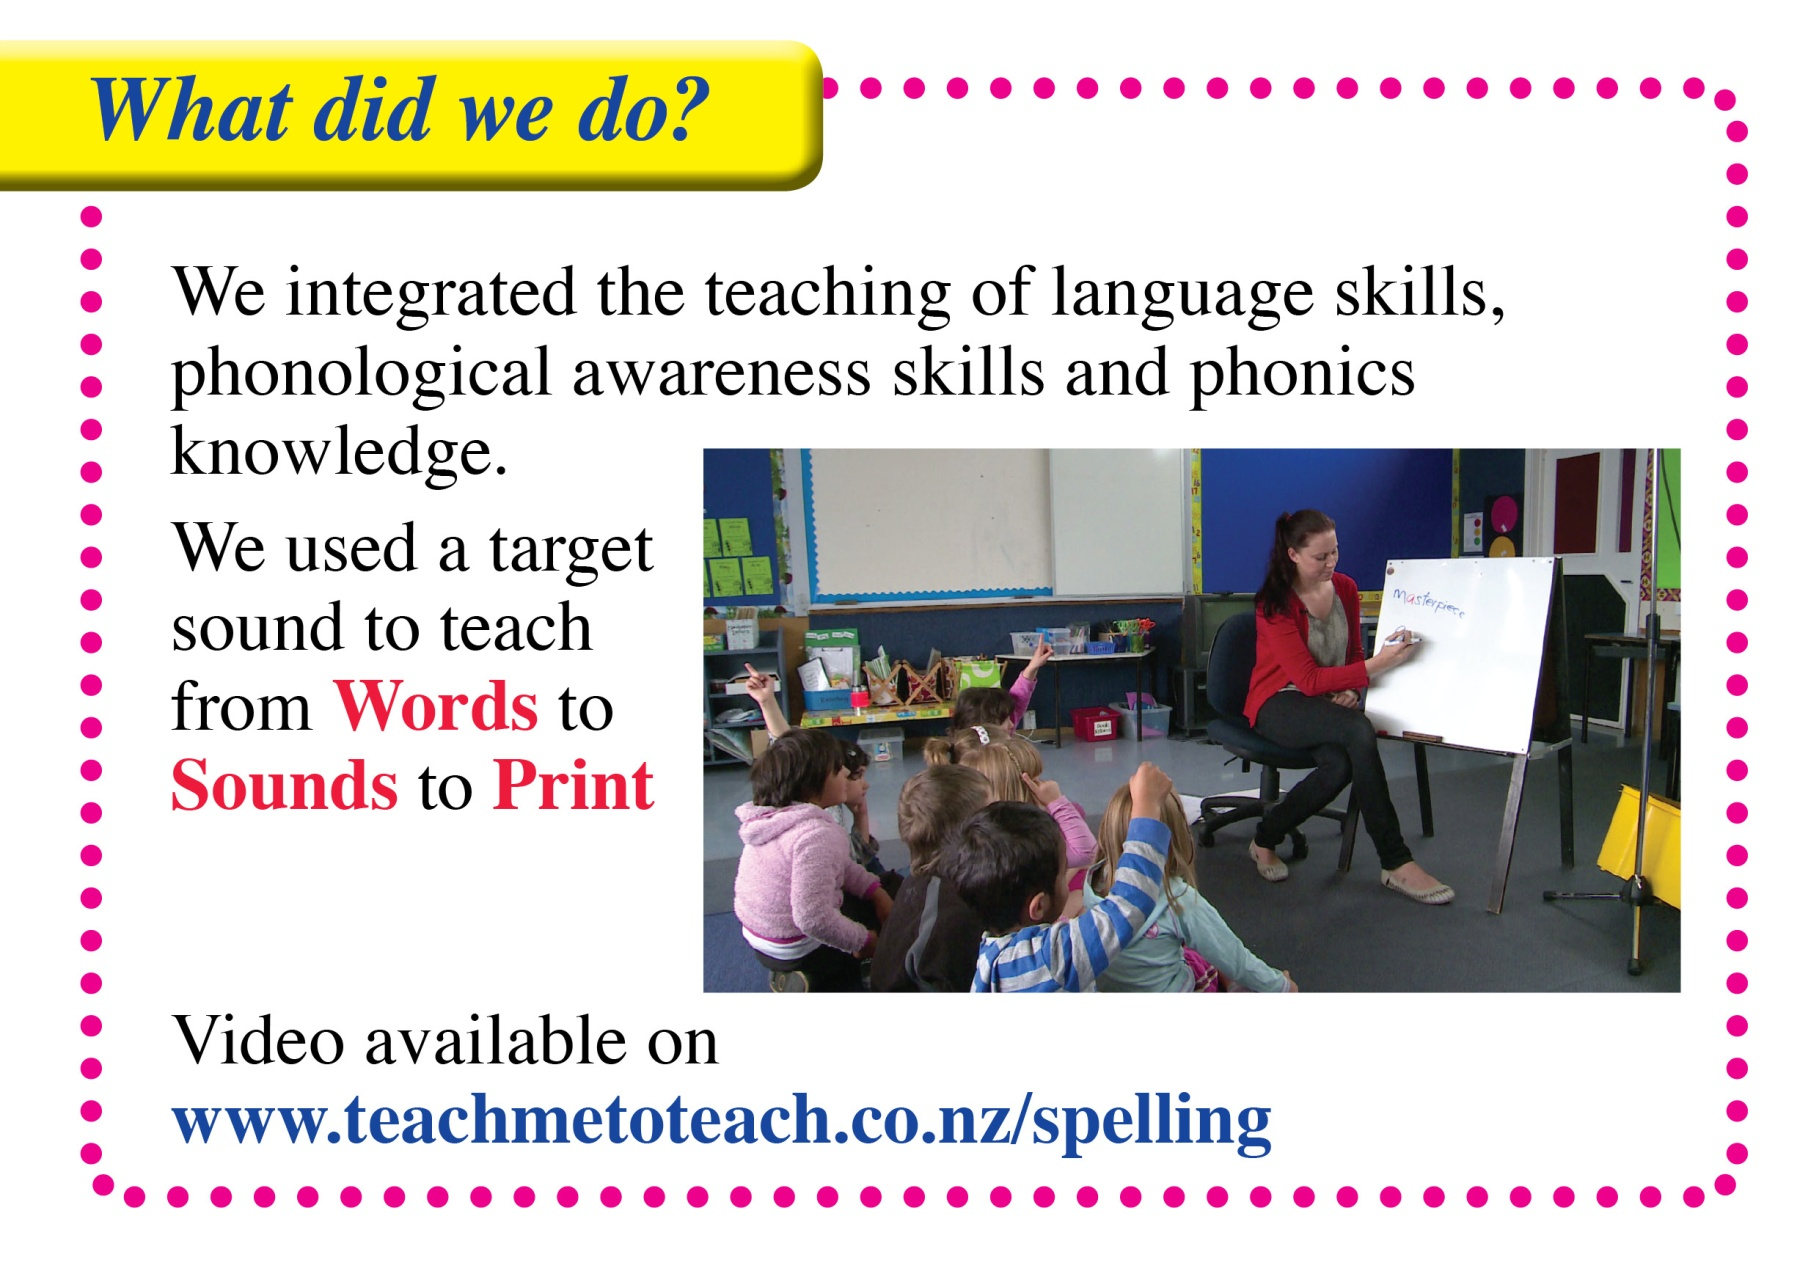 What did we do?
We integrated the teaching of language skills,
phonological awareness skills and phonics
knowledge.
We used a target
sound to teach
from Words to
Sounds to Print
masterpiece
Video available on
www.teachmetoteach.co.nz/spelling